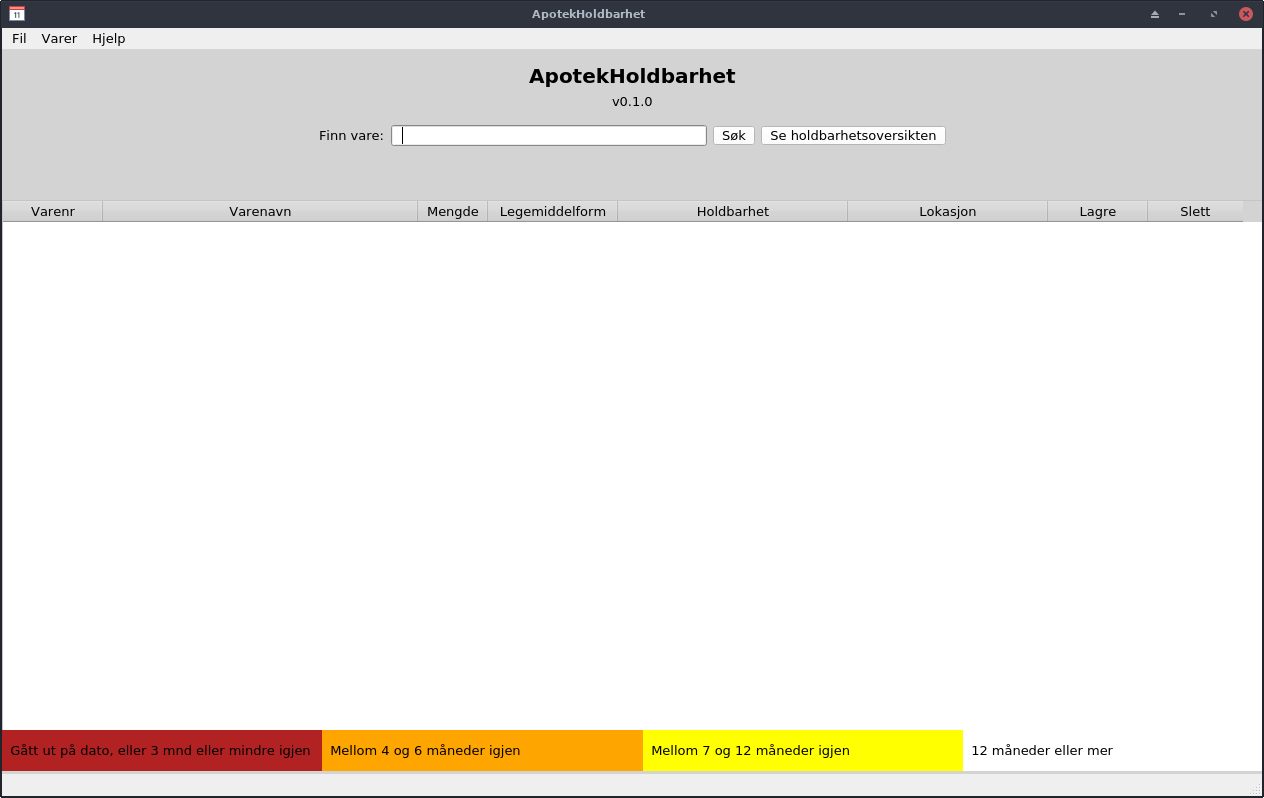 11
ApotekHoldbarhet
Fil Varer Hjelp
ApotekHoldbarhet
v0.1.0
Finn vare: Søk Se holdbarhetsoversikten
Varenr Varenavn Mengde Legemiddelform Holdbarhet Lokasjon Lagre Slett
Gått ut på dato, eller 3 mnd eller mindre igjen Mellom 4 og 6 måneder igjen Mellom 7 og 12 måneder igjen 12 måneder eller mer